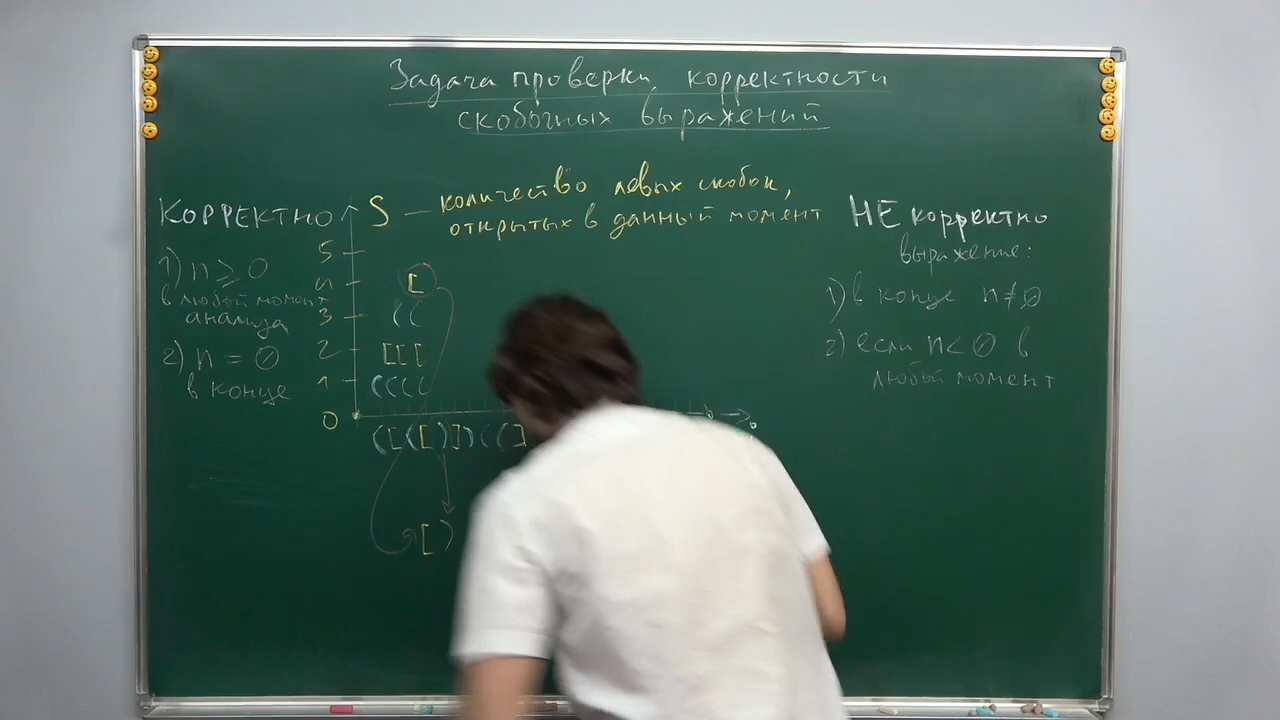 Задача проверки корректности
скобочных выражений
КОРРЕКТНО
S — количество левых скобок,
открытых в данный момент
1) n ⩾ 0
в любой момент
анализа
2) n = 0
в конце
5
4
3
2
1
0
[
( (
[ [ [
( ( ( (
( [ ( [ ) ] ) ( ( ]
[ )
НЕ корректно
выражение:
1) в конце n ≠ 0
2) если n < 0 в
любый момент